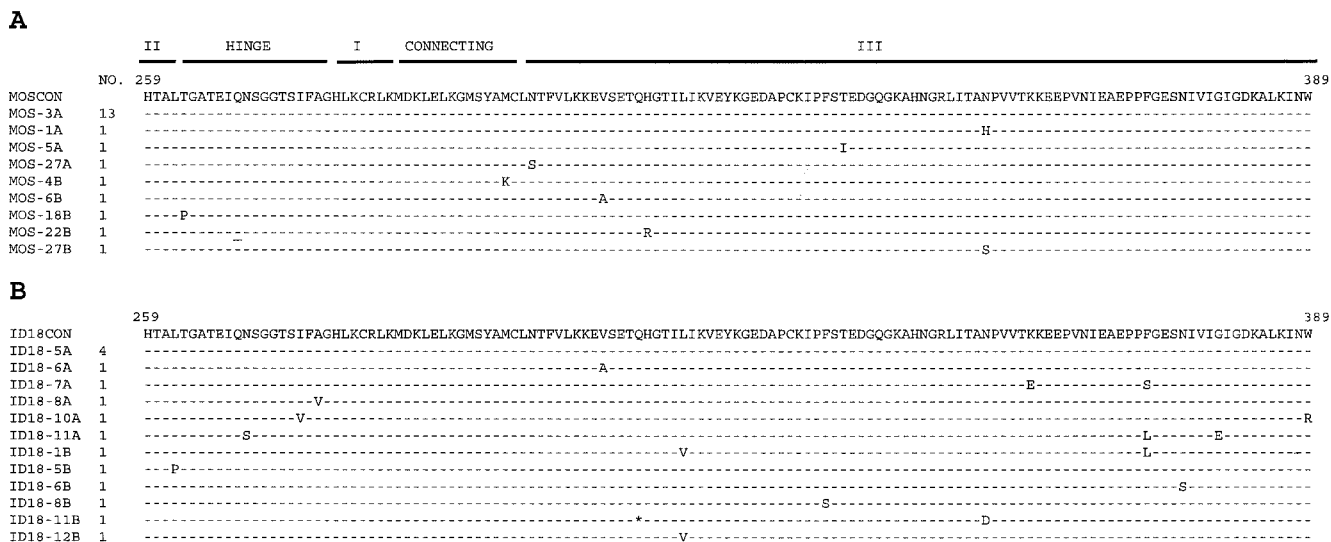 A
II HINGE I CONNECTING III
NO. 259 389
MOSCON HTALTGATEIQNSGGTSIFAGHLKCRLKMDKLELKGMSYAMCLNTFVLKKEVSETQHGTILIKVEYKGEDAPCKIPFSTEDGQGKAHNGRLITANPVVTKKEEPVNIEAEPPFGESNIVIGIGDKALKINW
MOS-3A 13 -----------------------------------------------------------------------------------------------------------------------------------
MOS-1A 1 ----------------------------------------------------------------------------------------------H------------------------------------
MOS-5A 1 ------------------------------------------------------------------------------I----------------------------------------------------
MOS-27A 1 -------------------------------------------S---------------------------------------------------------------------------------------
MOS-4B 1 ----------------------------------------K------------------------------------------------------------------------------------------
MOS-6B 1 ---------------------------------------------------A-------------------------------------------------------------------------------
MOS-18B 1 ----P------------------------------------------------------------------------------------------------------------------------------
MOS-22B 1 --------------------------------------------------------R--------------------------------------------------------------------------
MOS-27B 1 ----------------------------------------------------------------------------------------------S------------------------------------
B
259 389
ID18CON HTALTGATEIQNSGGTSIFAGHLKCRLKMDKLELKGMSYAMCLNTFVLKKEVSETQHGTILIKVEYKGEDAPCKIPFSTEDGQGKAHNGRLITANPVVTKKEEPVNIEAEPPFGESNIVIGIGDKALKINW
ID18-5A 4 -----------------------------------------------------------------------------------------------------------------------------------
ID18-6A 1 ---------------------------------------------------A-------------------------------------------------------------------------------
ID18-7A 1 ---------------------------------------------------------------------------------------------------E------------S------------------
ID18-8A 1 -------------------V---------------------------------------------------------------------------------------------------------------
ID18-10A 1 -----------------V----------------------------------------------------------------------------------------------------------------R
ID18-11A 1 -----------S----------------------------------------------------------------------------------------------------L-------E----------
ID18-1B 1 ------------------------------------------------------------V---------------------------------------------------L------------------
ID18-5B 1 ---P-------------------------------------------------------------------------------------------------------------------------------
ID18-6B 1 --------------------------------------------------------------------------------------------------------------------S--------------
ID18-8B 1 ----------------------------------------------------------------------------S------------------------------------------------------
ID18-11B 1 -------------------------------------------------------*--------------------------------------D------------------------------------
ID18-12B 1 ------------------------------------------------------------V----------------------------------------------------------------------